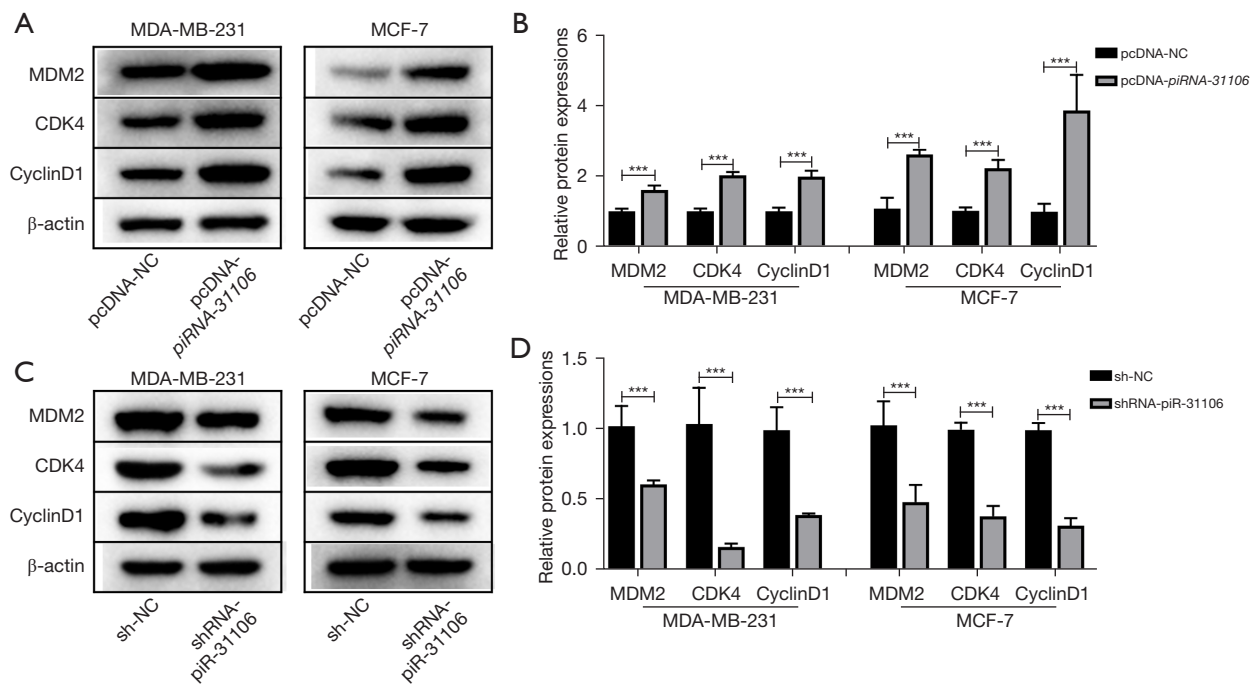 A
MDA-MB-231
MCF-7
MDM2
CDK4
CyclinD1
β-actin
pcDNA-NC
pcDNA-
piRNA-31106
pcDNA-NC
pcDNA-
piRNA-31106
B
Relative protein expressions
6
4
2
0
*** *** *** *** *** ***
pcDNA-NC
pcDNA-piRNA-31106
MDM2 CDK4 CyclinD1 MDM2 CDK4 CyclinD1
MDA-MB-231 MCF-7
C
MDA-MB-231
MCF-7
MDM2
CDK4
CyclinD1
β-actin
sh-NC
shRNA-
piR-31106
sh-NC
shRNA-
piR-31106
D
Relative protein expressions
1.5
1.0
0.5
0.0
*** *** *** *** *** ***
sh-NC
shRNA-piR-31106
MDM2 CDK4 CyclinD1 MDM2 CDK4 CyclinD1
MDA-MB-231 MCF-7